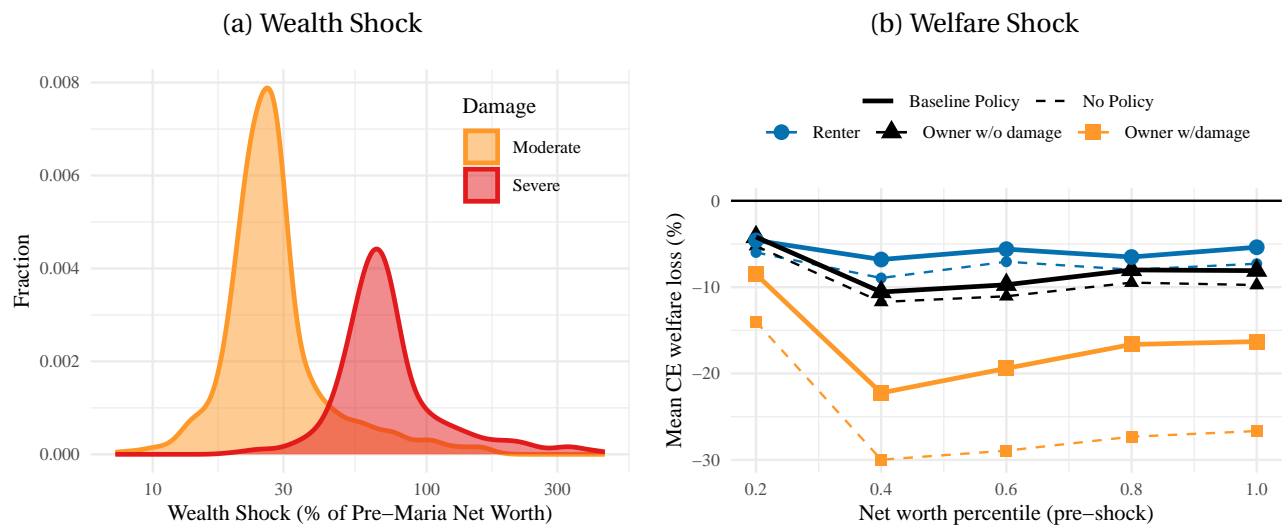 (a) Wealth Shock
0.008
0.006
0.004
0.002
0.000
Fraction
Damage
Moderate
Severe
10
30
100
300
Wealth Shock (% of Pre−Maria Net Worth)
(b) Welfare Shock
Baseline Policy
No Policy
Renter
Owner w/o damage
Owner w/damage
0
−10
−20
−30
Mean CE welfare loss (%)
0.2
0.4
0.6
0.8
1.0
Net worth percentile (pre−shock)